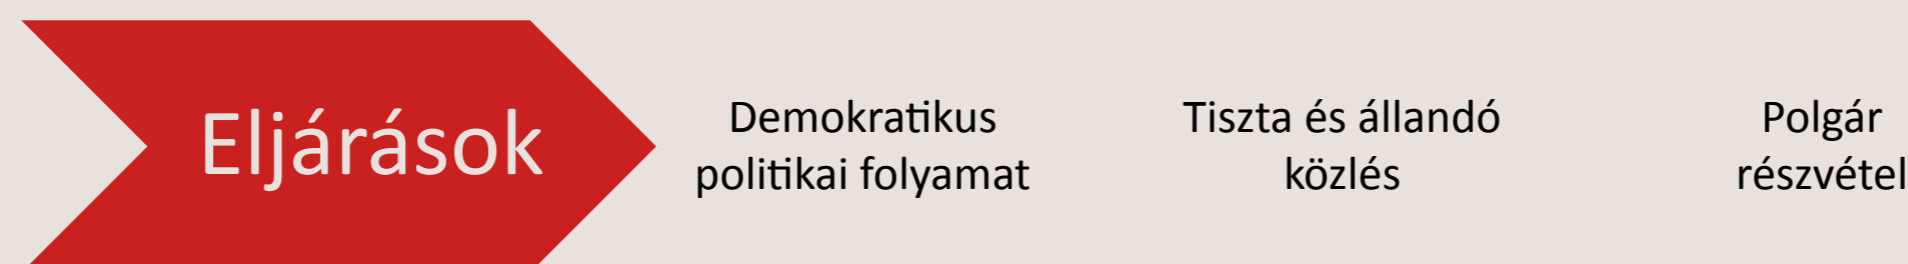 Eljárások
Demokratikus
politikai folyamat
Tiszta és állandó
közlés
Polgár
részvétel